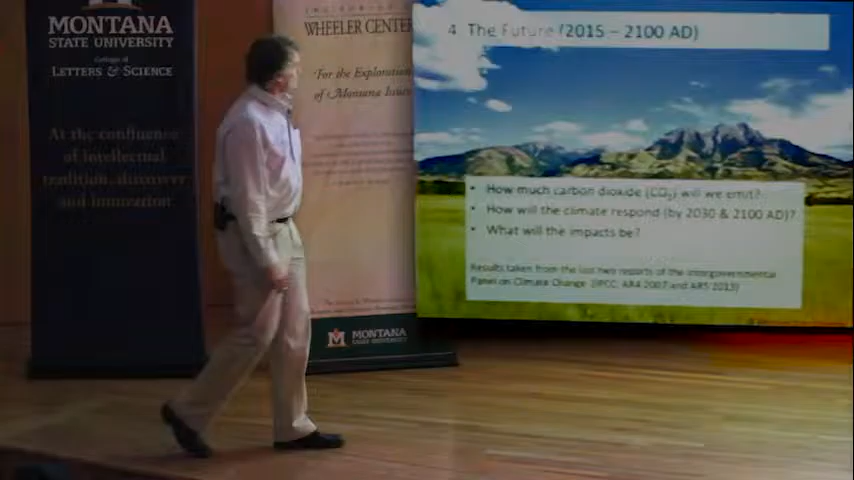 MONTANA
STATE UNIVERSITY
College of
LETTERS & SCIENCE
At the confluence
of intellectual
tradition, discovery
and innovation
WHEELER CENTER
For the Exploration
of Montana Issues
MONTANA
STATE UNIVERSITY
4. The Future (2015 – 2100 AD)
• How much carbon dioxide (CO₂) will we emit?
• How will the climate respond (by 2030 & 2100 AD)?
• What will the impacts be?
Results taken from the last two reports of the Intergovernmental
Panel on Climate Change (IPCC, AR4 2007 and AR5 2013)